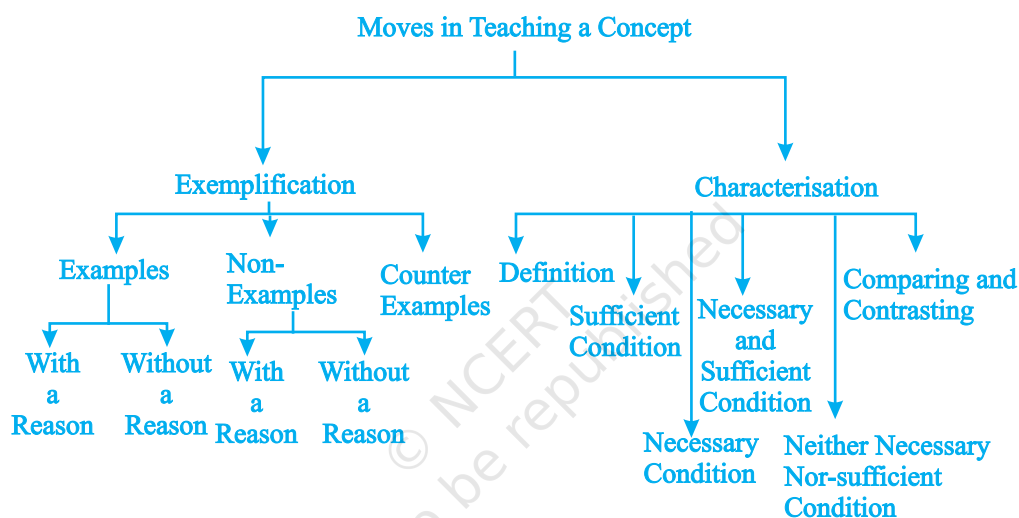 Moves in Teaching a Concept
Exemplification
Characterisation
Examples
Non-
Examples
Counter
Examples
With
a
Reason
Without
a
Reason
With
a
Reason
Without
a
Reason
Definition
Sufficient
Condition
Necessary
Condition
Necessary
and
Sufficient
Condition
Neither Necessary
Nor-sufficient
Condition
Comparing and
Contrasting
© NCERT
be republished